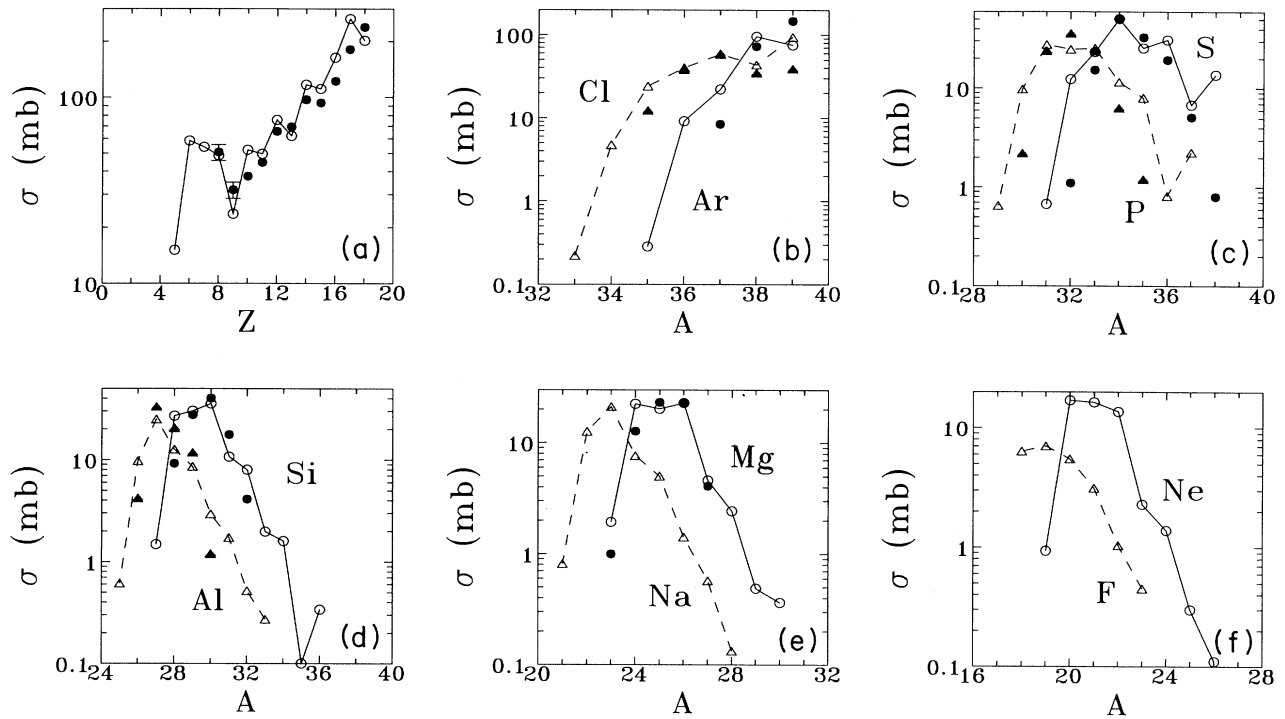 σ (mb)
100
10
0 4 8 12 16 20
Z
(a)
σ (mb)
100
10
1
0.1
32 34 36 38 40
A
Cl
Ar
(b)
σ (mb)
10
1
0.1
28 32 36 40
A
S
P
(c)
σ (mb)
10
1
0.1
24 28 32 36 40
A
Si
Al
(d)
σ (mb)
10
1
0.1
20 24 28 32
A
Mg
Na
(e)
σ (mb)
10
1
0.1
16 20 24 28
A
Ne
F
(f)